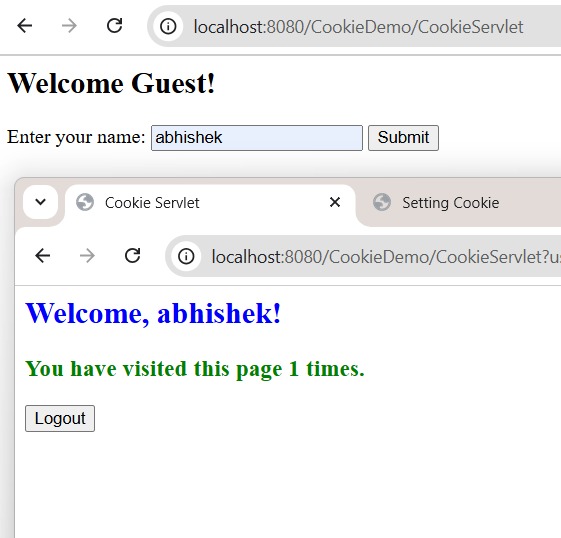 localhost:8080/CookieDemo/CookieServlet
Welcome Guest!
Enter your name: abhishek Submit
Cookie Servlet Setting Cookie
localhost:8080/CookieDemo/CookieServlet?us
Welcome, abhishek!
You have visited this page 1 times.
Logout